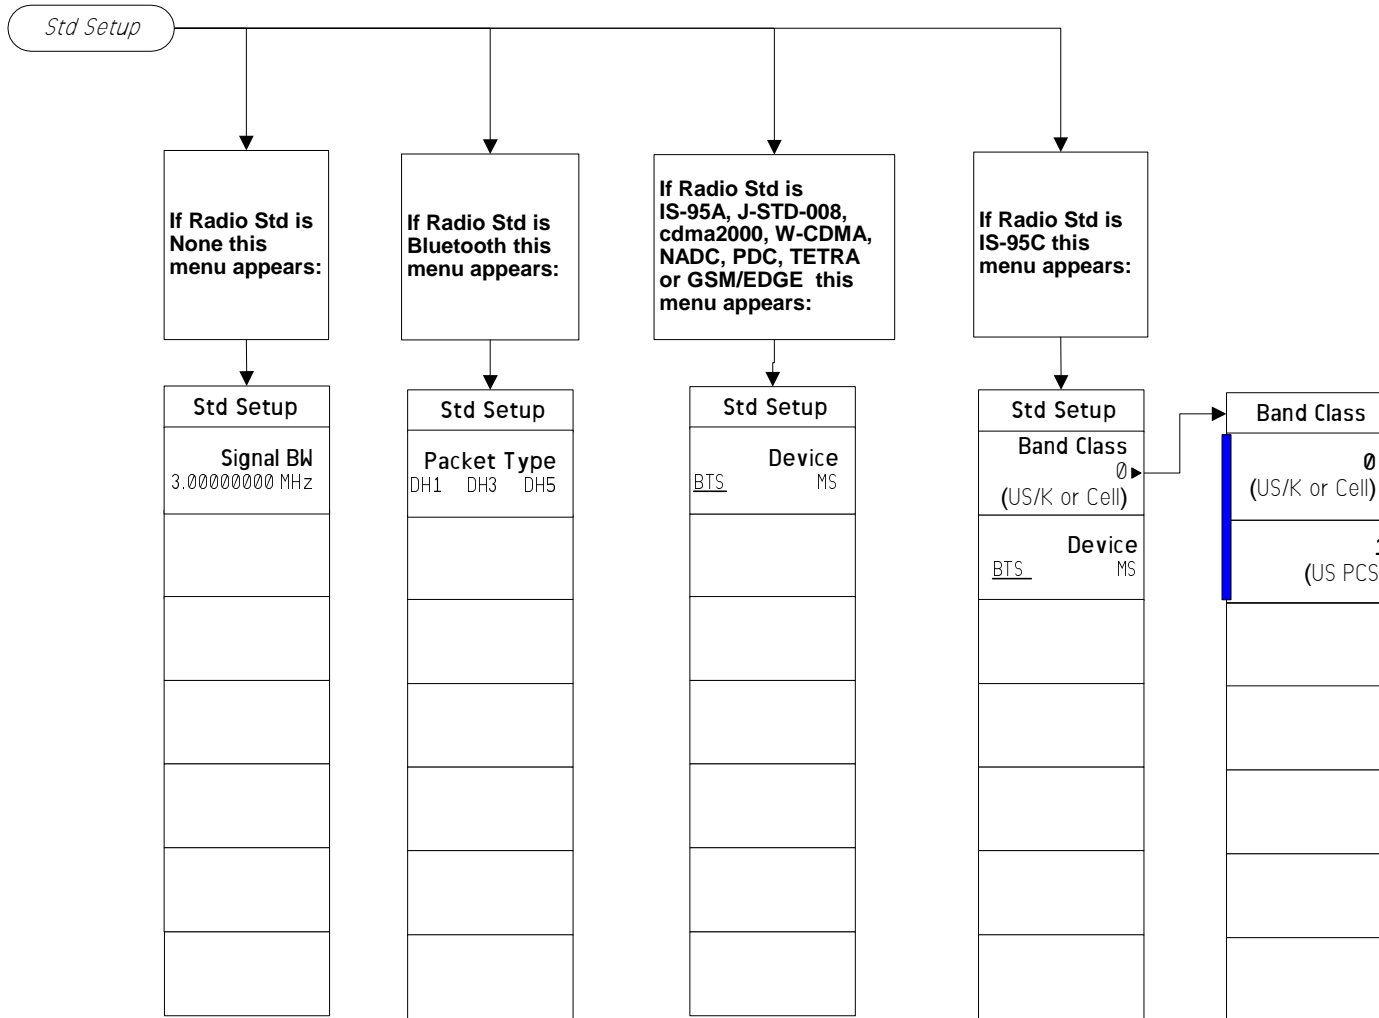 Std Setup
If Radio Std is
None this
menu appears:
If Radio Std is
Bluetooth this
menu appears:
If Radio Std is
IS-95A, J-STD-008,
cdma2000, W-CDMA,
NADC, PDC, TETRA
or GSM/EDGE this
menu appears:
If Radio Std is
IS-95C this
menu appears:
Std Setup
Signal BW
3.00000000 MHz
Std Setup
Packet Type
DH1 DH3 DH5
Std Setup
Device
BTS MS
Std Setup
Band Class
0
(US/K or Cell)
Device
BTS MS
Band Class
0
(US/K or Cell)
(US PCS